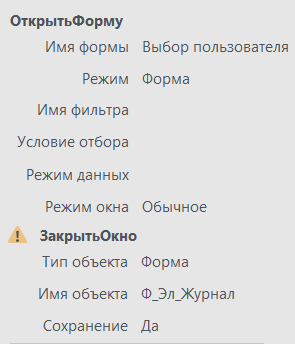 ОткрытьФорму
Имя формы Выбор пользователя
Режим Форма
Имя фильтра
Условие отбора
Режим данных
Режим окна Обычное
ЗакрытьОкно
Тип объекта Форма
Имя объекта Ф_Эл_Журнал
Сохранение Да